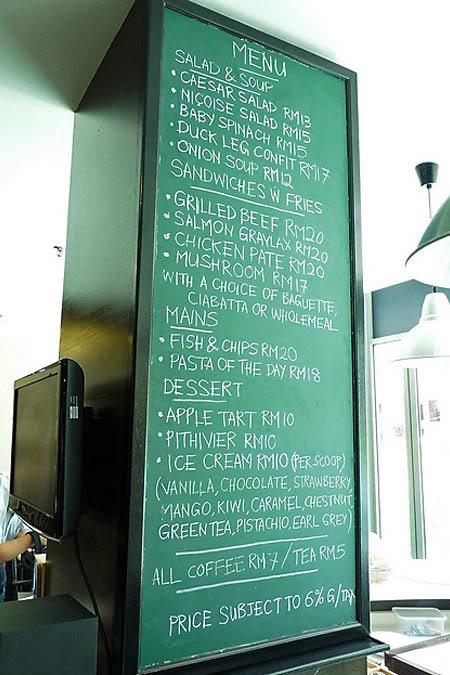 MENU
SALAD & SOUP
• CAESAR SALAD RM13
• NIÇOISE SALAD RM15
• BABY SPINACH RM15
• DUCK LEG CONFIT RM17
• ONION SOUP RM12
SANDWICHES W FRIES
• GRILLED BEEF RM20
• SALMON GRAVLAX RM20
• CHICKEN PATE RM20
• MUSHROOM RM17
WITH A CHOICE OF BAGUETTE,
CIABATTA OR WHOLEMEAL
MAINS
• FISH & CHIPS RM20
• PASTA OF THE DAY RM18
DESSERT
• APPLE TART RM10
• PITHIVIER RM10
• ICE CREAM RM10 (PER SCOOP)
(VANILLA, CHOCOLATE, STRAWBERRY
MANGO, KIWI, CARAMEL, CHESTNUT,
GREEN TEA, PISTACHIO, EARL GREY)
ALL COFFEE RM7 / TEA RM5
PRICE SUBJECT TO 6% G/TAX